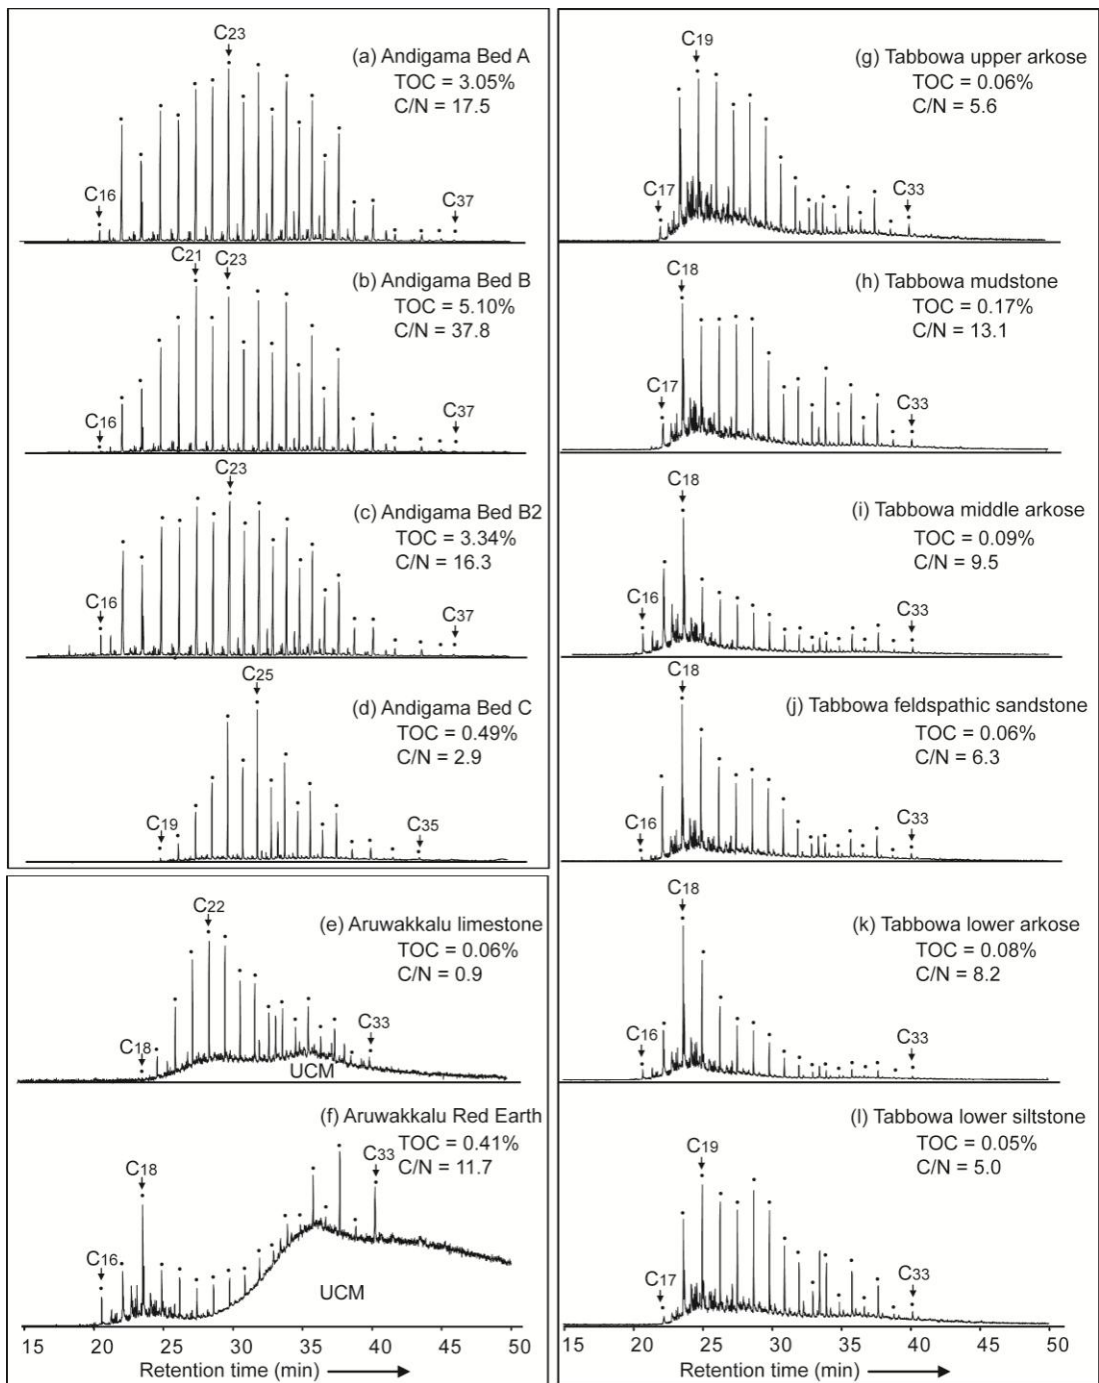 C23
(a) Andigama Bed A
TOC = 3.05%
C/N = 17.5
C16
C37
C21
C23
(b) Andigama Bed B
TOC = 5.10%
C/N = 37.8
C16
C37
C23
(c) Andigama Bed B2
TOC = 3.34%
C/N = 16.3
C16
C37
C25
(d) Andigama Bed C
TOC = 0.49%
C/N = 2.9
C19
C35
C22
(e) Aruwakkalu limestone
TOC = 0.06%
C/N = 0.9
C18
C33
UCM
(f) Aruwakkalu Red Earth
TOC = 0.41%
C/N = 11.7
C18
C33
C16
UCM
15 20 25 30 35 40 45 50
Retention time (min)
C19
(g) Tabbowa upper arkose
TOC = 0.06%
C/N = 5.6
C17
C33
C18
(h) Tabbowa mudstone
TOC = 0.17%
C/N = 13.1
C17
C33
C18
(i) Tabbowa middle arkose
TOC = 0.09%
C/N = 9.5
C16
C33
C18
(j) Tabbowa feldspathic sandstone
TOC = 0.06%
C/N = 6.3
C16
C33
C18
(k) Tabbowa lower arkose
TOC = 0.08%
C/N = 8.2
C16
C33
(l) Tabbowa lower siltstone
TOC = 0.05%
C/N = 5.0
C19
C17
C33
15 20 25 30 35 40 45 50
Retention time (min)